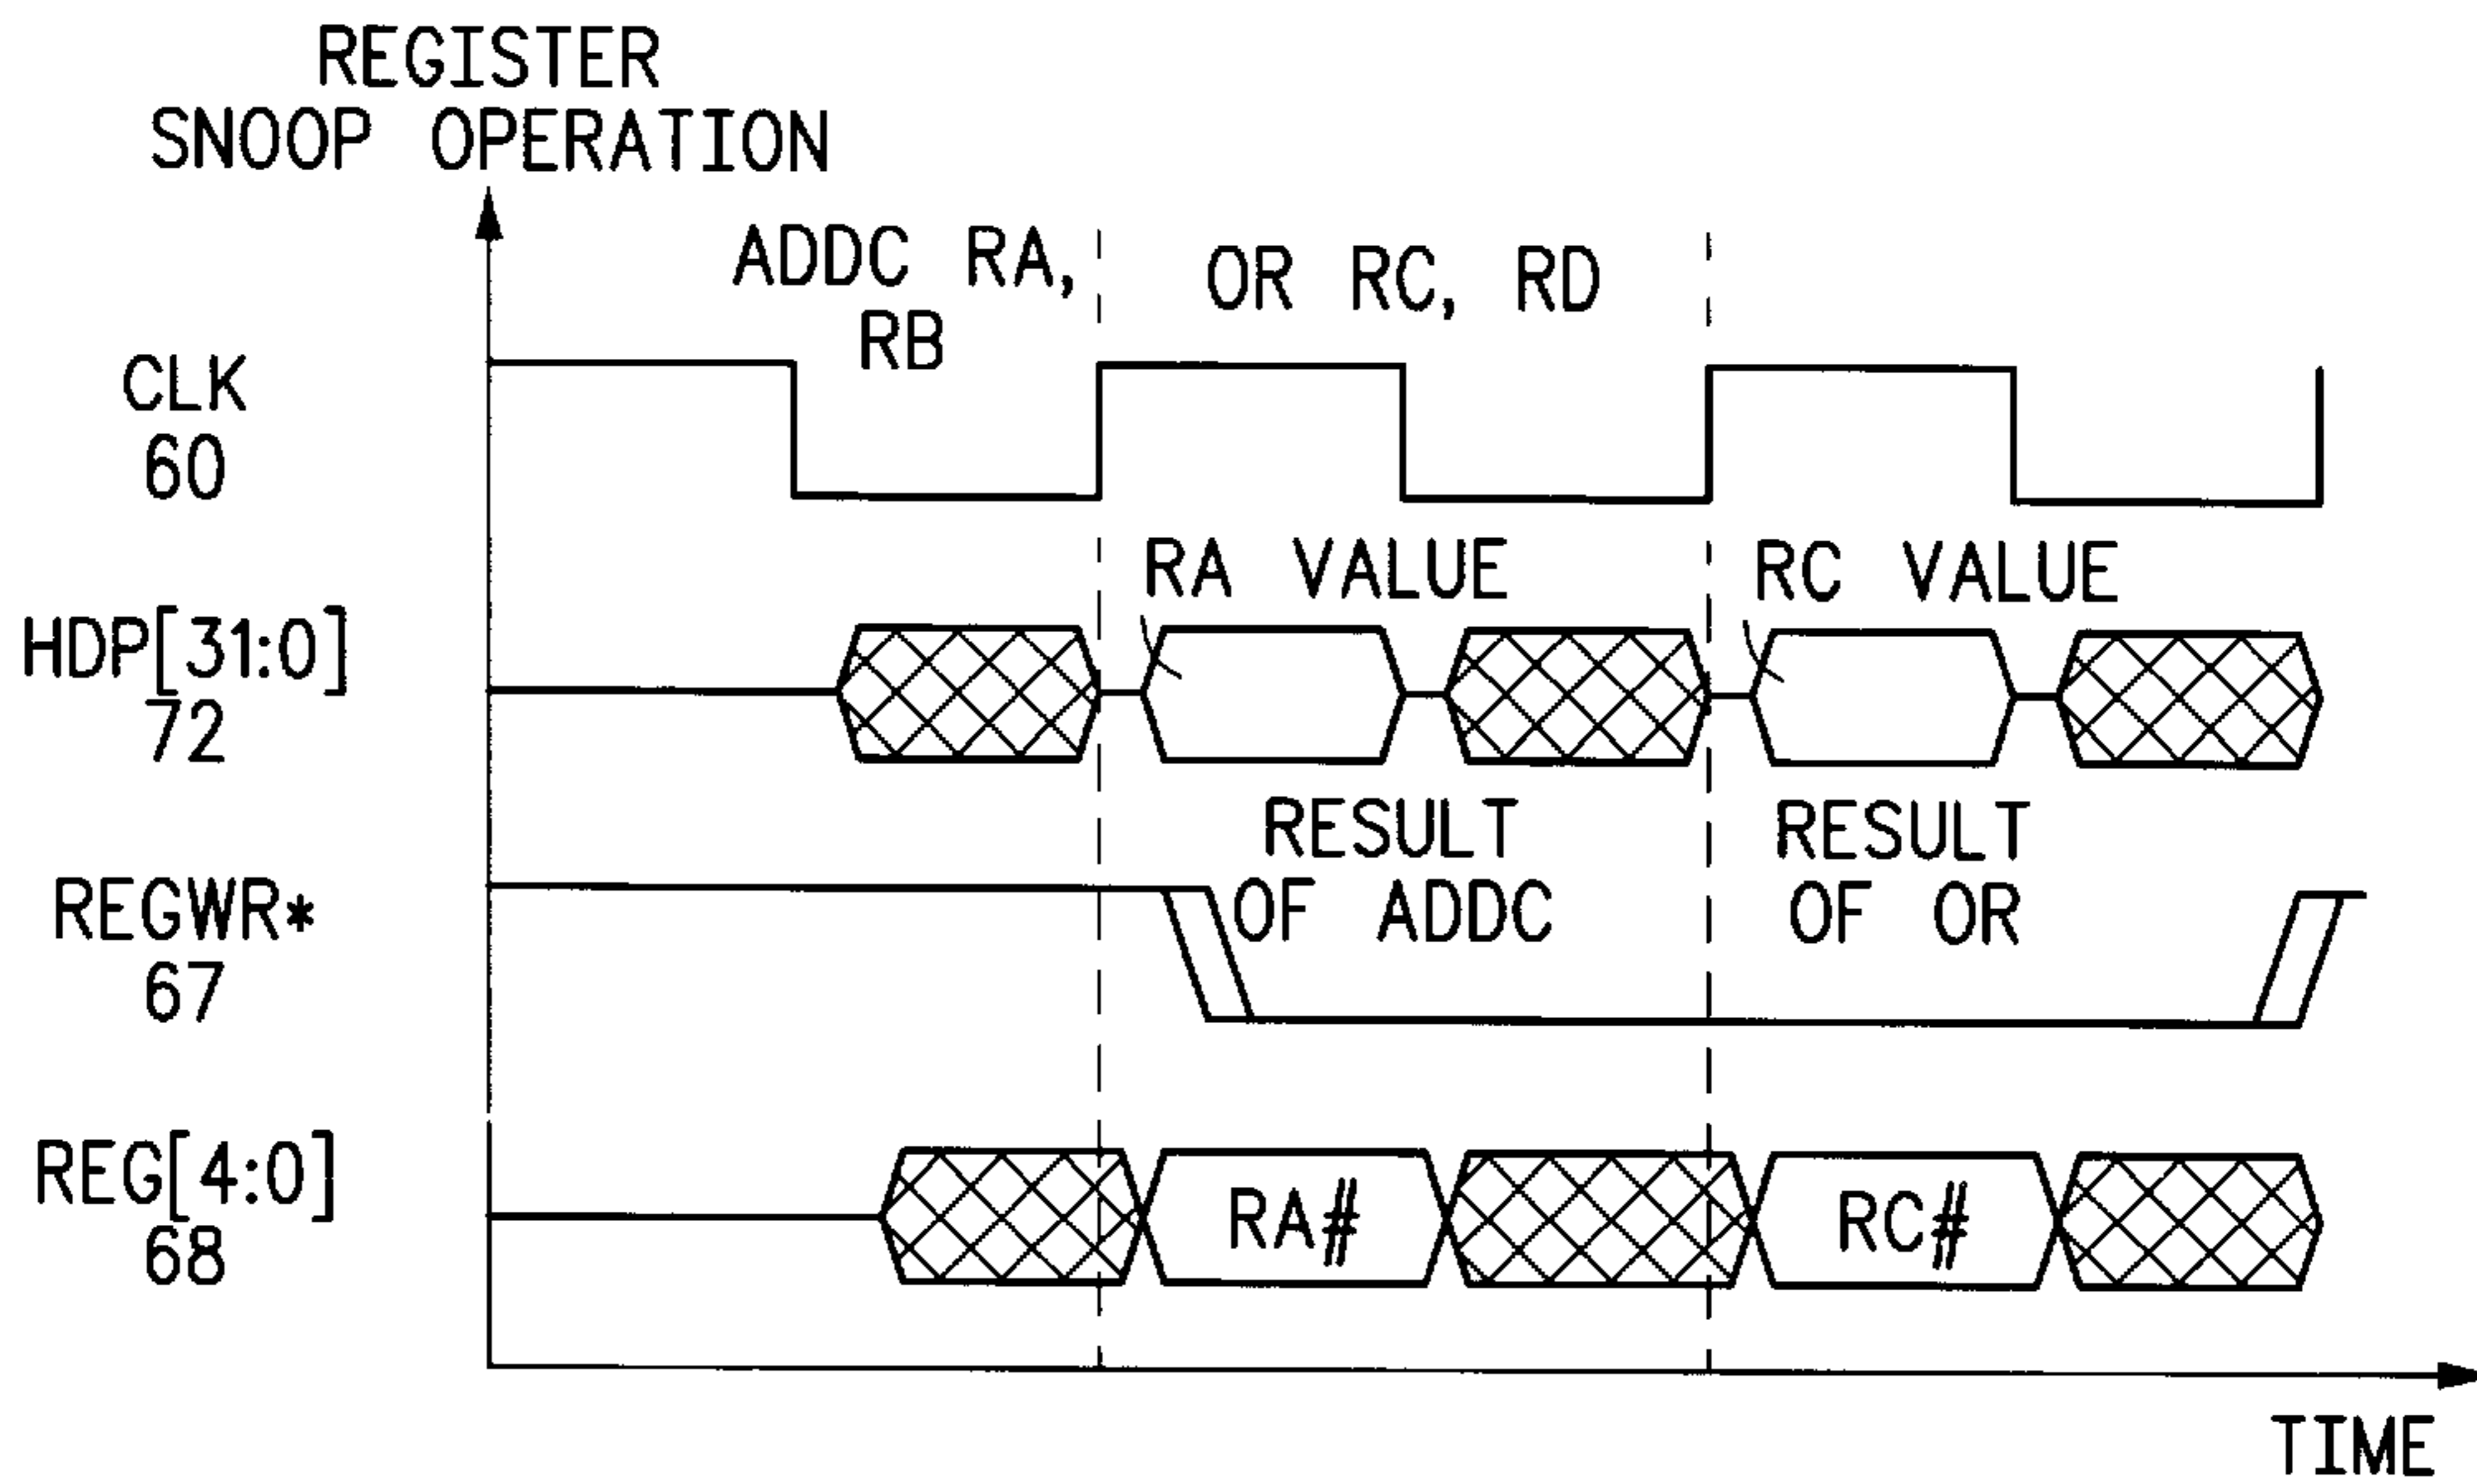 REGISTER
SNOOP OPERATION
ADDC RA,
RB
OR RC, RD
CLK
60
RA VALUE
RC VALUE
HDP[31:0]
72
RESULT
OF ADDC
RESULT
OF OR
REGWR*
67
REG[4:0]
68
RA#
RC#
TIME